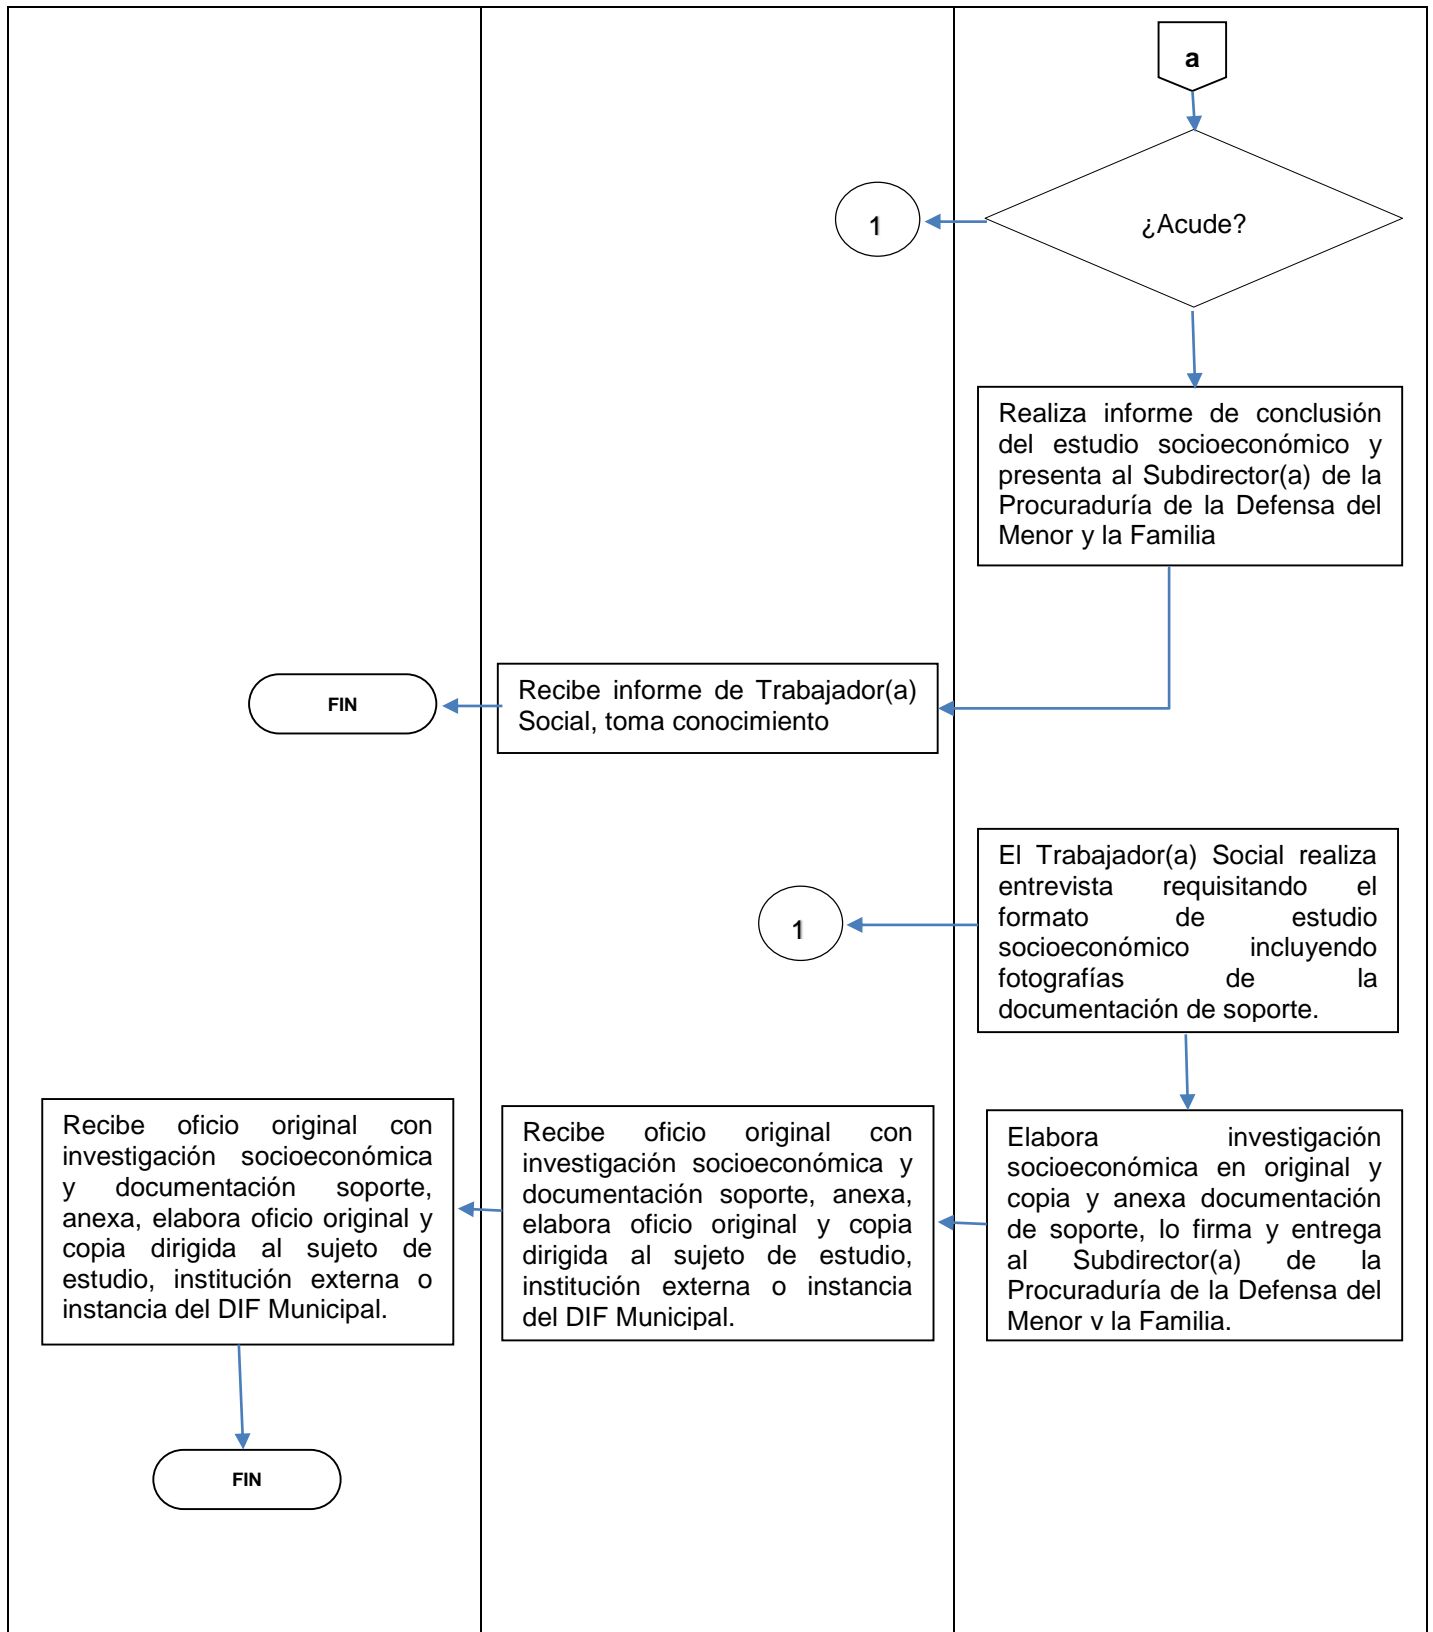 a
¿Acude?
1
Realiza informe de conclusión
del estudio socioeconómico y
presenta al Subdirector(a) de la
Procuraduría de la Defensa del
Menor y la Familia
Recibe informe de Trabajador(a)
Social, toma conocimiento
FIN
El Trabajador(a) Social realiza
entrevista requisitando el
formato de estudio
socioeconómico incluyendo
fotografías de la
documentación de soporte.
1
Elabora investigación
socioeconómica en original y
copia y anexa documentación
de soporte, lo firma y entrega
al Subdirector(a) de la
Procuraduría de la Defensa del
Menor y la Familia.
Recibe oficio original con
investigación socioeconómica y
documentación soporte, anexa,
elabora oficio original y copia
dirigida al sujeto de estudio,
institución externa o instancia
del DIF Municipal.
Recibe oficio original con
investigación socioeconómica
y documentación soporte,
anexa, elabora oficio original y
copia dirigida al sujeto de
estudio, institución externa o
instancia del DIF Municipal.
FIN